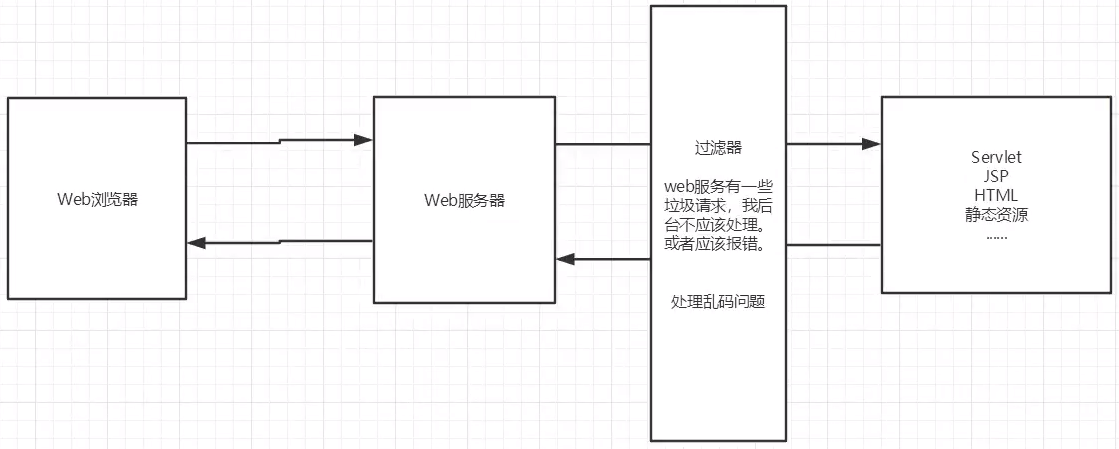 Web浏览器
Web服务器
过滤器
web服务有一些
垃圾请求，我后
台不应该处理。
或者应该报错。
处理乱码问题
Servlet
JSP
HTML
静态资源
......